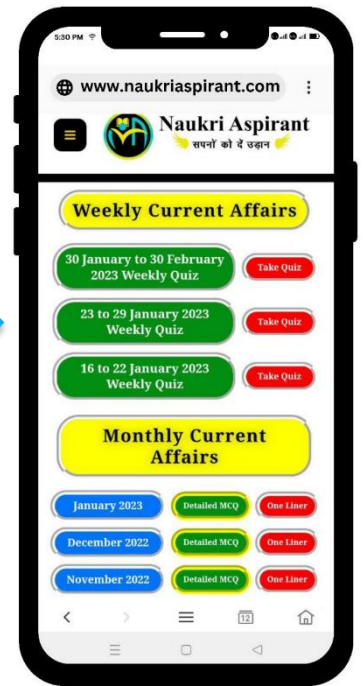 5:30 PM
www.naukriaspirant.com
Naukri Aspirant
सपनों को दें उड़ान
Weekly Current Affairs
30 January to 30 February
2023 Weekly Quiz
Take Quiz
23 to 29 January 2023
Weekly Quiz
Take Quiz
16 to 22 January 2023
Weekly Quiz
Take Quiz
Monthly Current
Affairs
January 2023
Detailed MCQ
One Liner
December 2022
Detailed MCQ
One Liner
November 2022
Detailed MCQ
One Liner
12